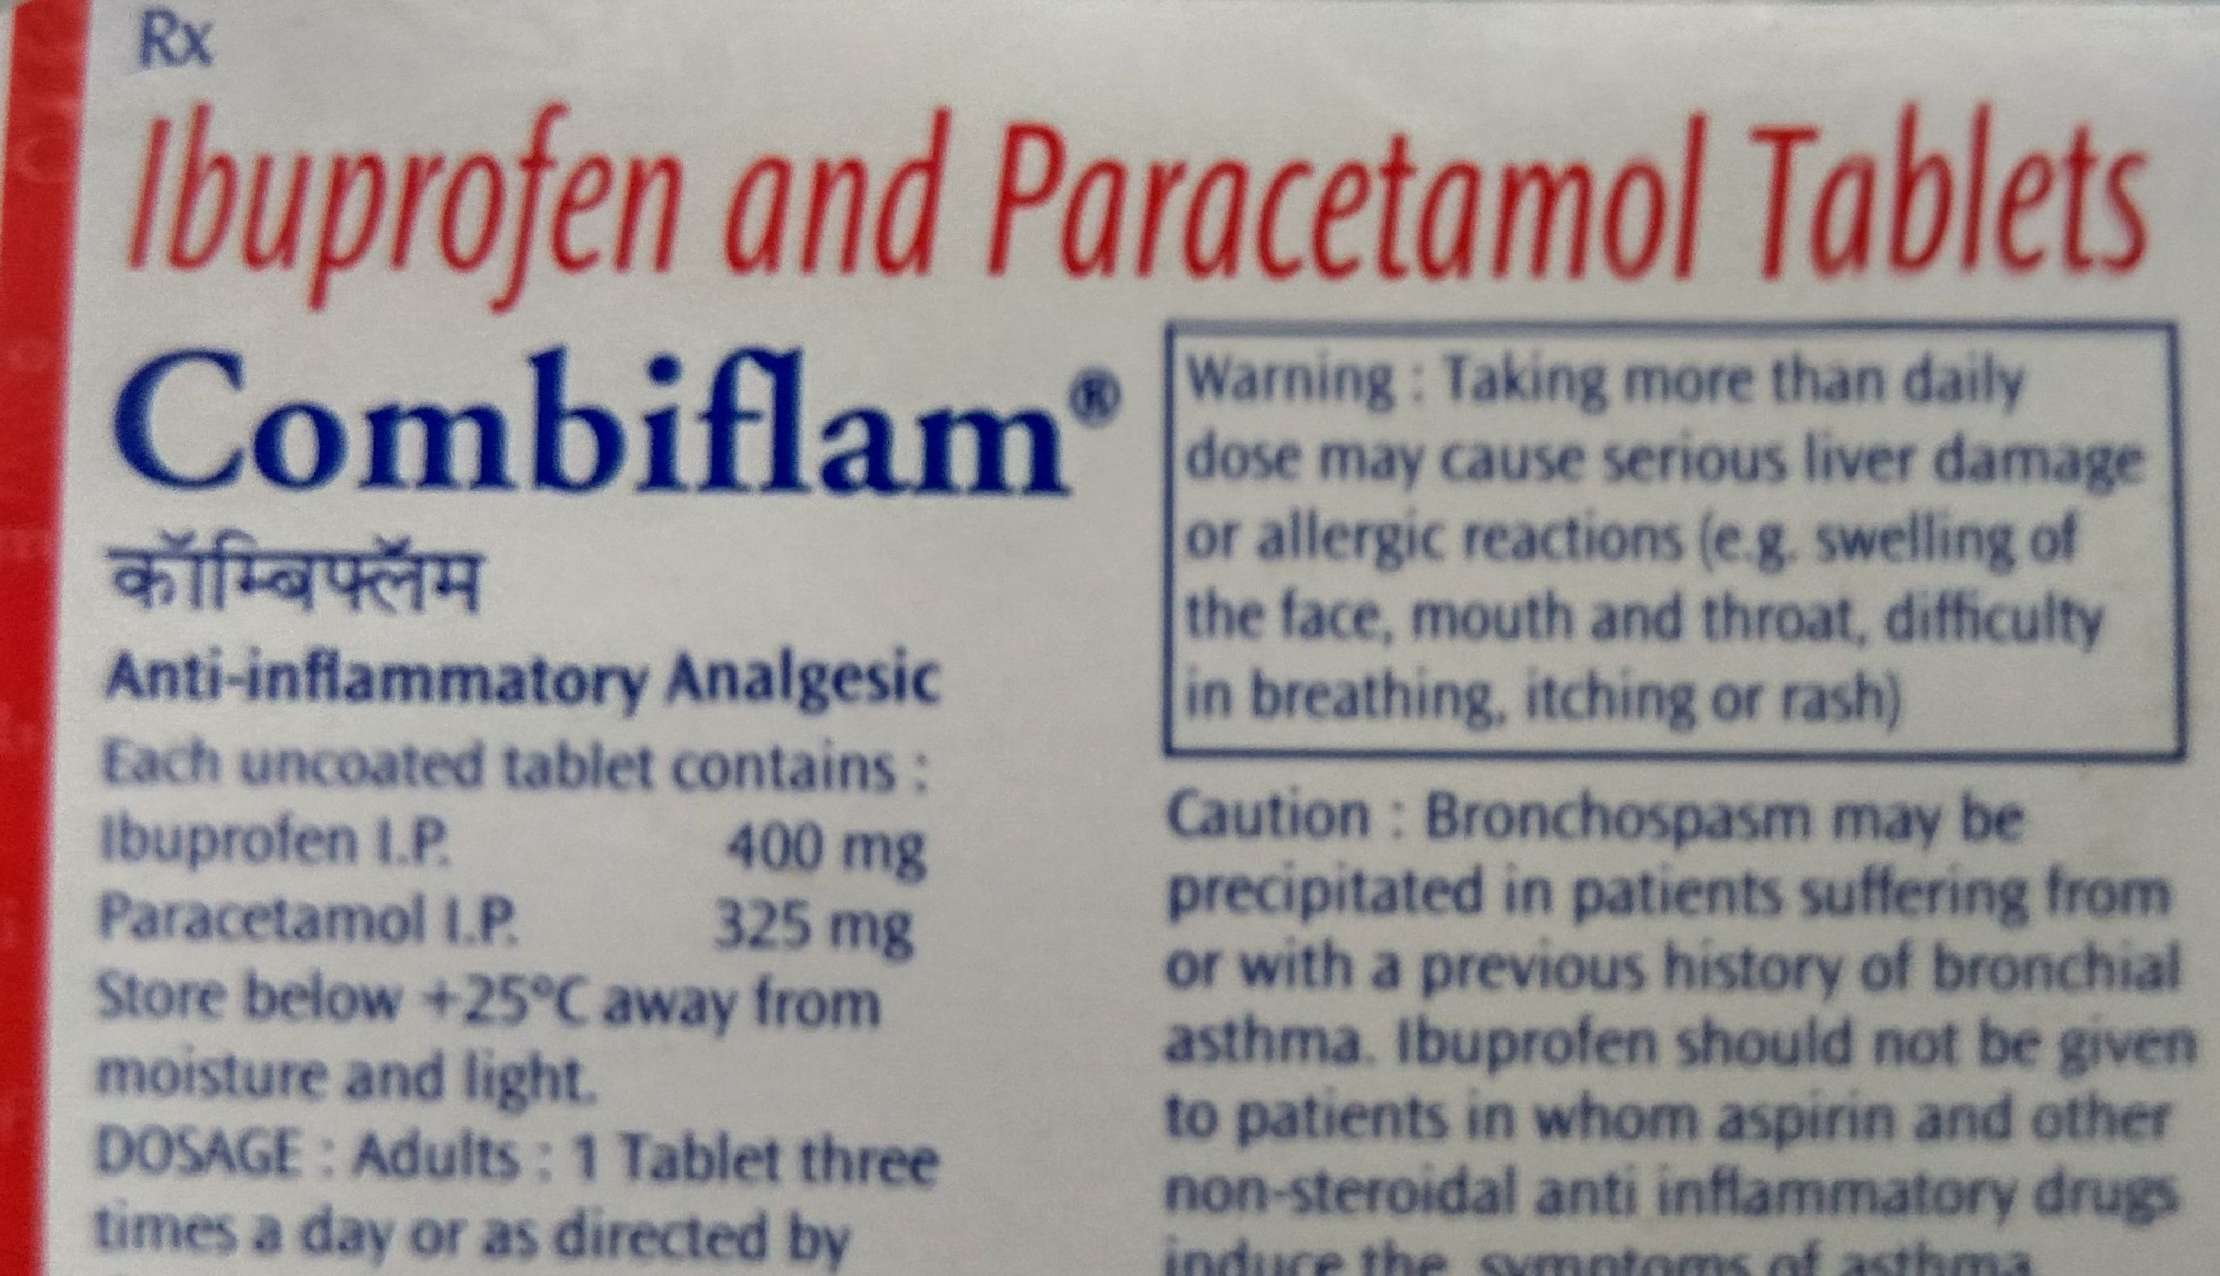 Rx
Ibuprofen and Paracetamol Tablets
Combiflam®
कॉम्बिफ्लॅम
Anti-inflammatory Analgesic
Each uncoated tablet contains :
Ibuprofen I.P. 400 mg
Paracetamol I.P. 325 mg
Store below +25°C away from
moisture and light.
DOSAGE : Adults : 1 Tablet three
times a day or as directed by
Warning : Taking more than daily
dose may cause serious liver damage
or allergic reactions (e.g. swelling of
the face, mouth and throat, difficulty
in breathing, itching or rash)
Caution : Bronchospasm may be
precipitated in patients suffering from
or with a previous history of bronchial
asthma. Ibuprofen should not be given
to patients in whom aspirin and other
non-steroidal anti inflammatory drugs
induce the symptoms of asthma